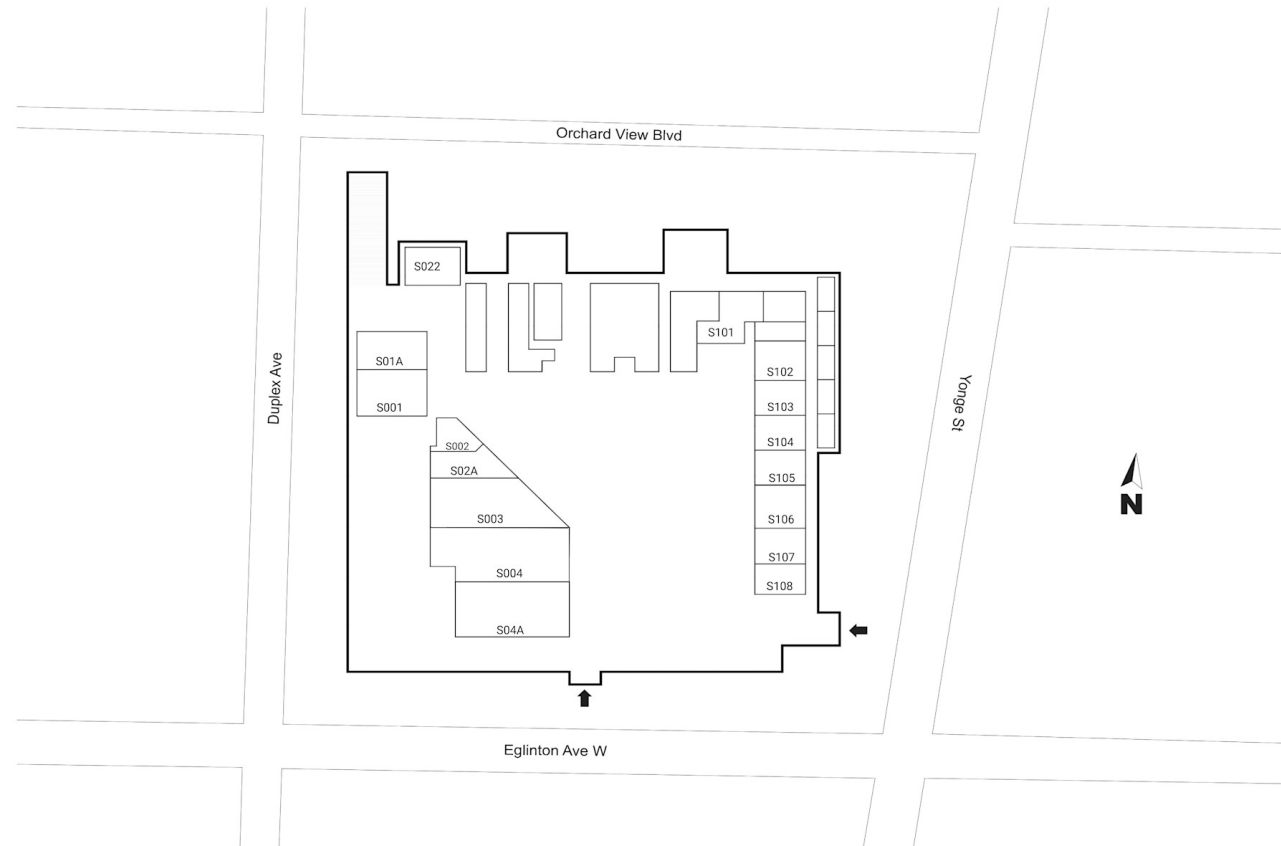 Orchard View Blvd
S022
S101
S01A
S102
S001
S103
Duplex Ave
Yonge St
S002
S104
S02A
S105
S003
S106
N
S107
S004
S108
S04A
Eglinton Ave W